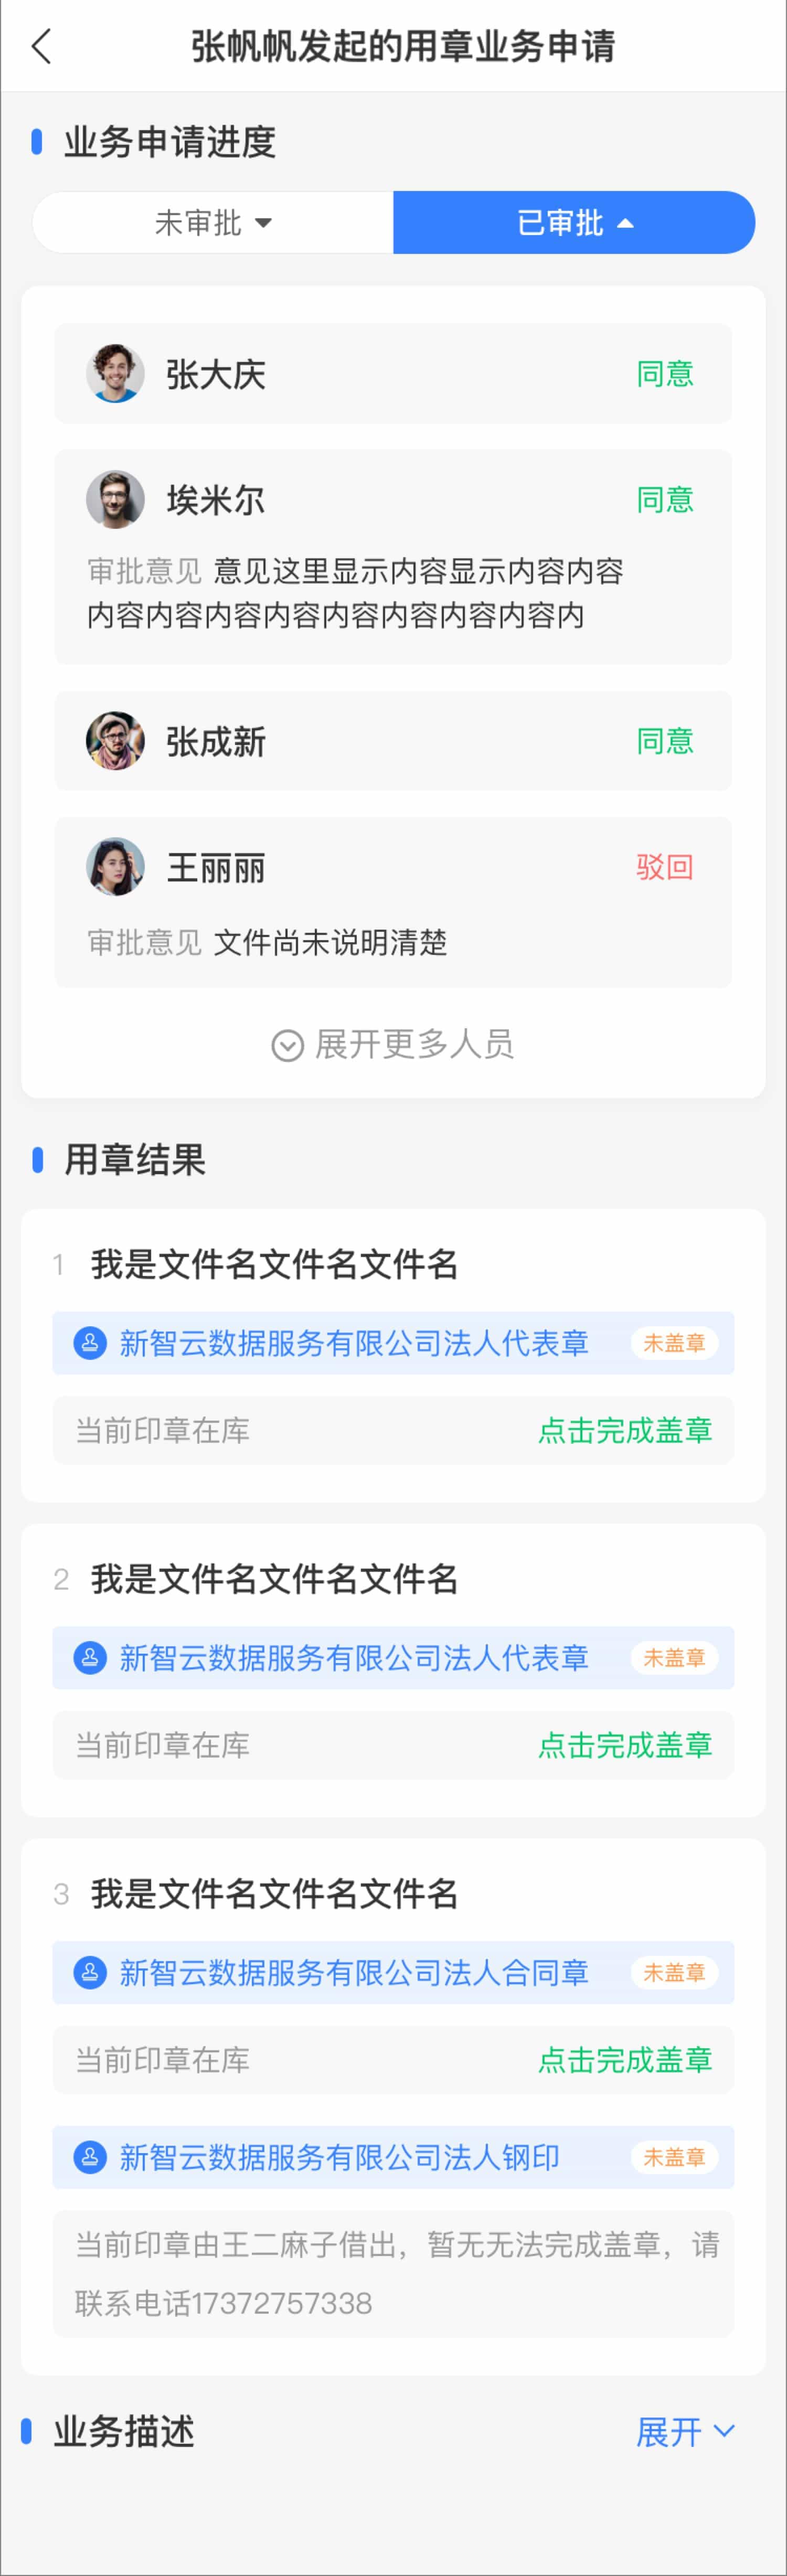 张帆帆发起的用章业务申请
业务申请进度
未审批
已审批
张大庆
同意
埃米尔
同意
审批意见 意见这里显示内容显示内容内容
内容内容内容内容内容内容内容内容内
张成新
同意
王丽丽
驳回
审批意见 文件尚未说明清楚
展开更多人员
用章结果
1 我是文件名文件名文件名
新智云数据服务有限公司法人代表章
未盖章
当前印章在库
点击完成盖章
2 我是文件名文件名文件名
新智云数据服务有限公司法人代表章
未盖章
当前印章在库
点击完成盖章
3 我是文件名文件名文件名
新智云数据服务有限公司法人合同章
未盖章
当前印章在库
点击完成盖章
新智云数据服务有限公司法人钢印
未盖章
当前印章由王二麻子借出，暂无无法完成盖章，请
联系电话17372757338
业务描述
展开